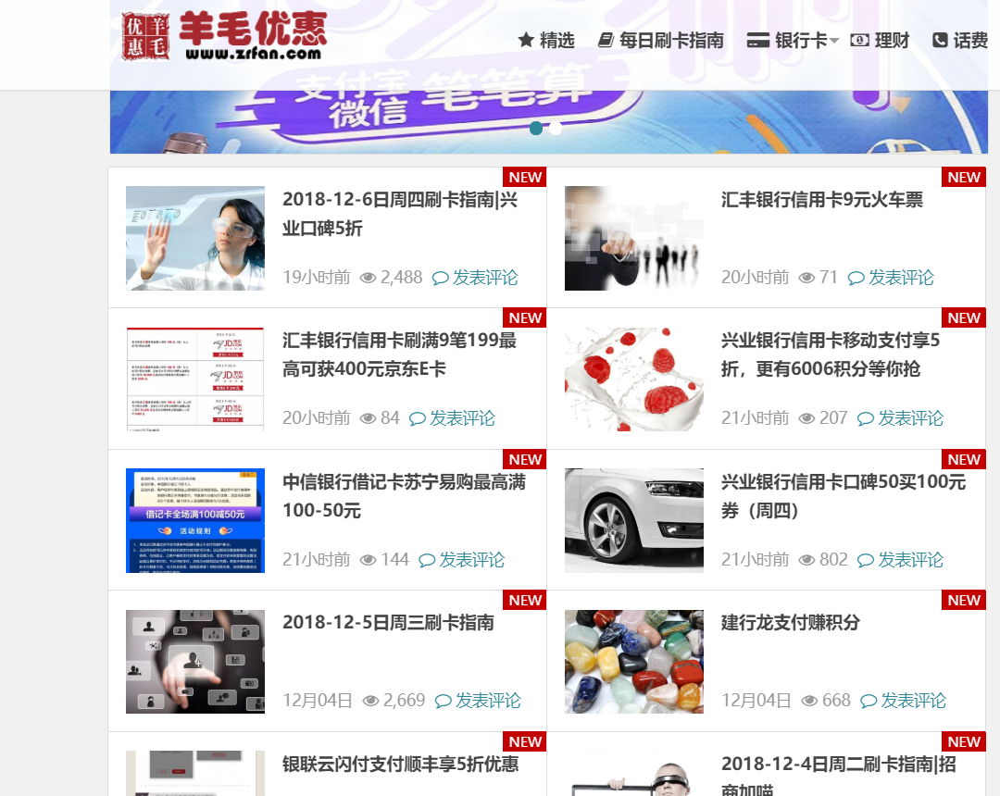 优惠 羊毛 羊毛优惠
www.zrfan.com
精选 每日刷卡指南 银行卡 理财 话费
支付宝 笔笔算
微信
NEW
2018-12-6日周四刷卡指南|兴
业口碑5折
19小时前 2,488 发表评论
NEW
汇丰银行信用卡9元火车票
20小时前 71 发表评论
NEW
汇丰银行信用卡刷满9笔199最
高可获400元京东E卡
20小时前 84 发表评论
NEW
兴业银行信用卡移动支付享5
折，更有6006积分等你抢
21小时前 207 发表评论
NEW
借记卡全场满100减50元
活动规则
中信银行借记卡苏宁易购最高满
100-50元
21小时前 144 发表评论
NEW
兴业银行信用卡口碑50买100元
券（周四）
21小时前 802 发表评论
NEW
2018-12-5日周三刷卡指南
12月04日 2,669 发表评论
NEW
建行龙支付赚积分
12月04日 668 发表评论
NEW
银联云闪付支付顺丰享5折优惠
NEW
2018-12-4日周二刷卡指南|招
商加喵